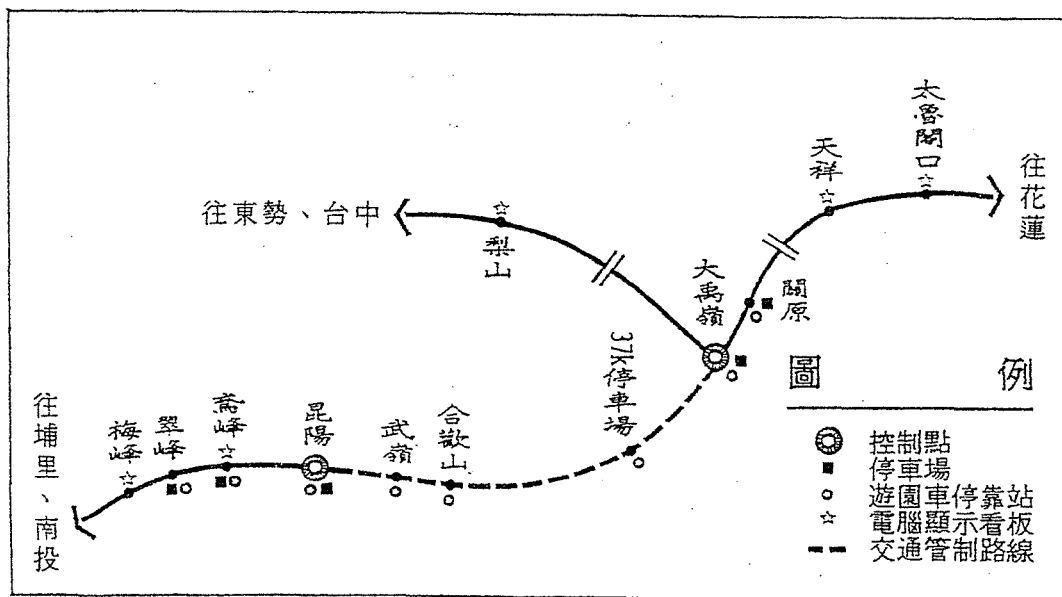 太魯閣口
天祥
往花蓮
往東勢、台中
梨山
大禹嶺
關原
37k停車場
合歡山
武嶺
昆陽
鳶峰
翠峰
梅峰
往埔里、南投
圖例
控制點
停車場
遊園車停靠站
電腦顯示看板
交通管制路線